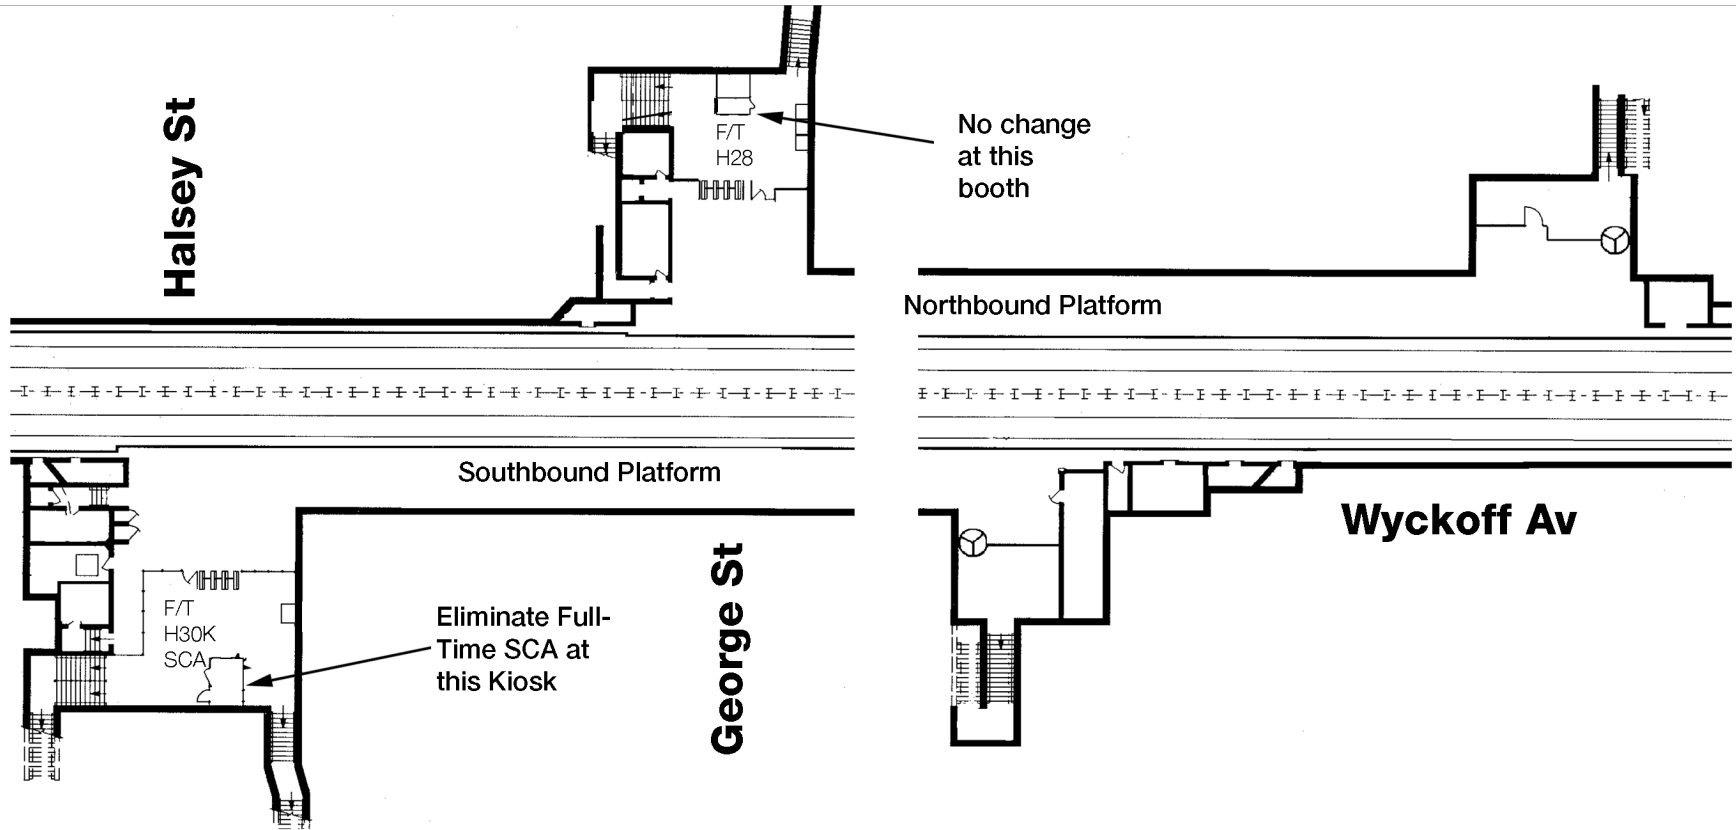 Halsey St
F/T
H28
No change
at this
booth
Northbound Platform
Southbound Platform
Wyckoff Av
George St
F/T
H30K
SCA
Eliminate Full-
Time SCA at
this Kiosk